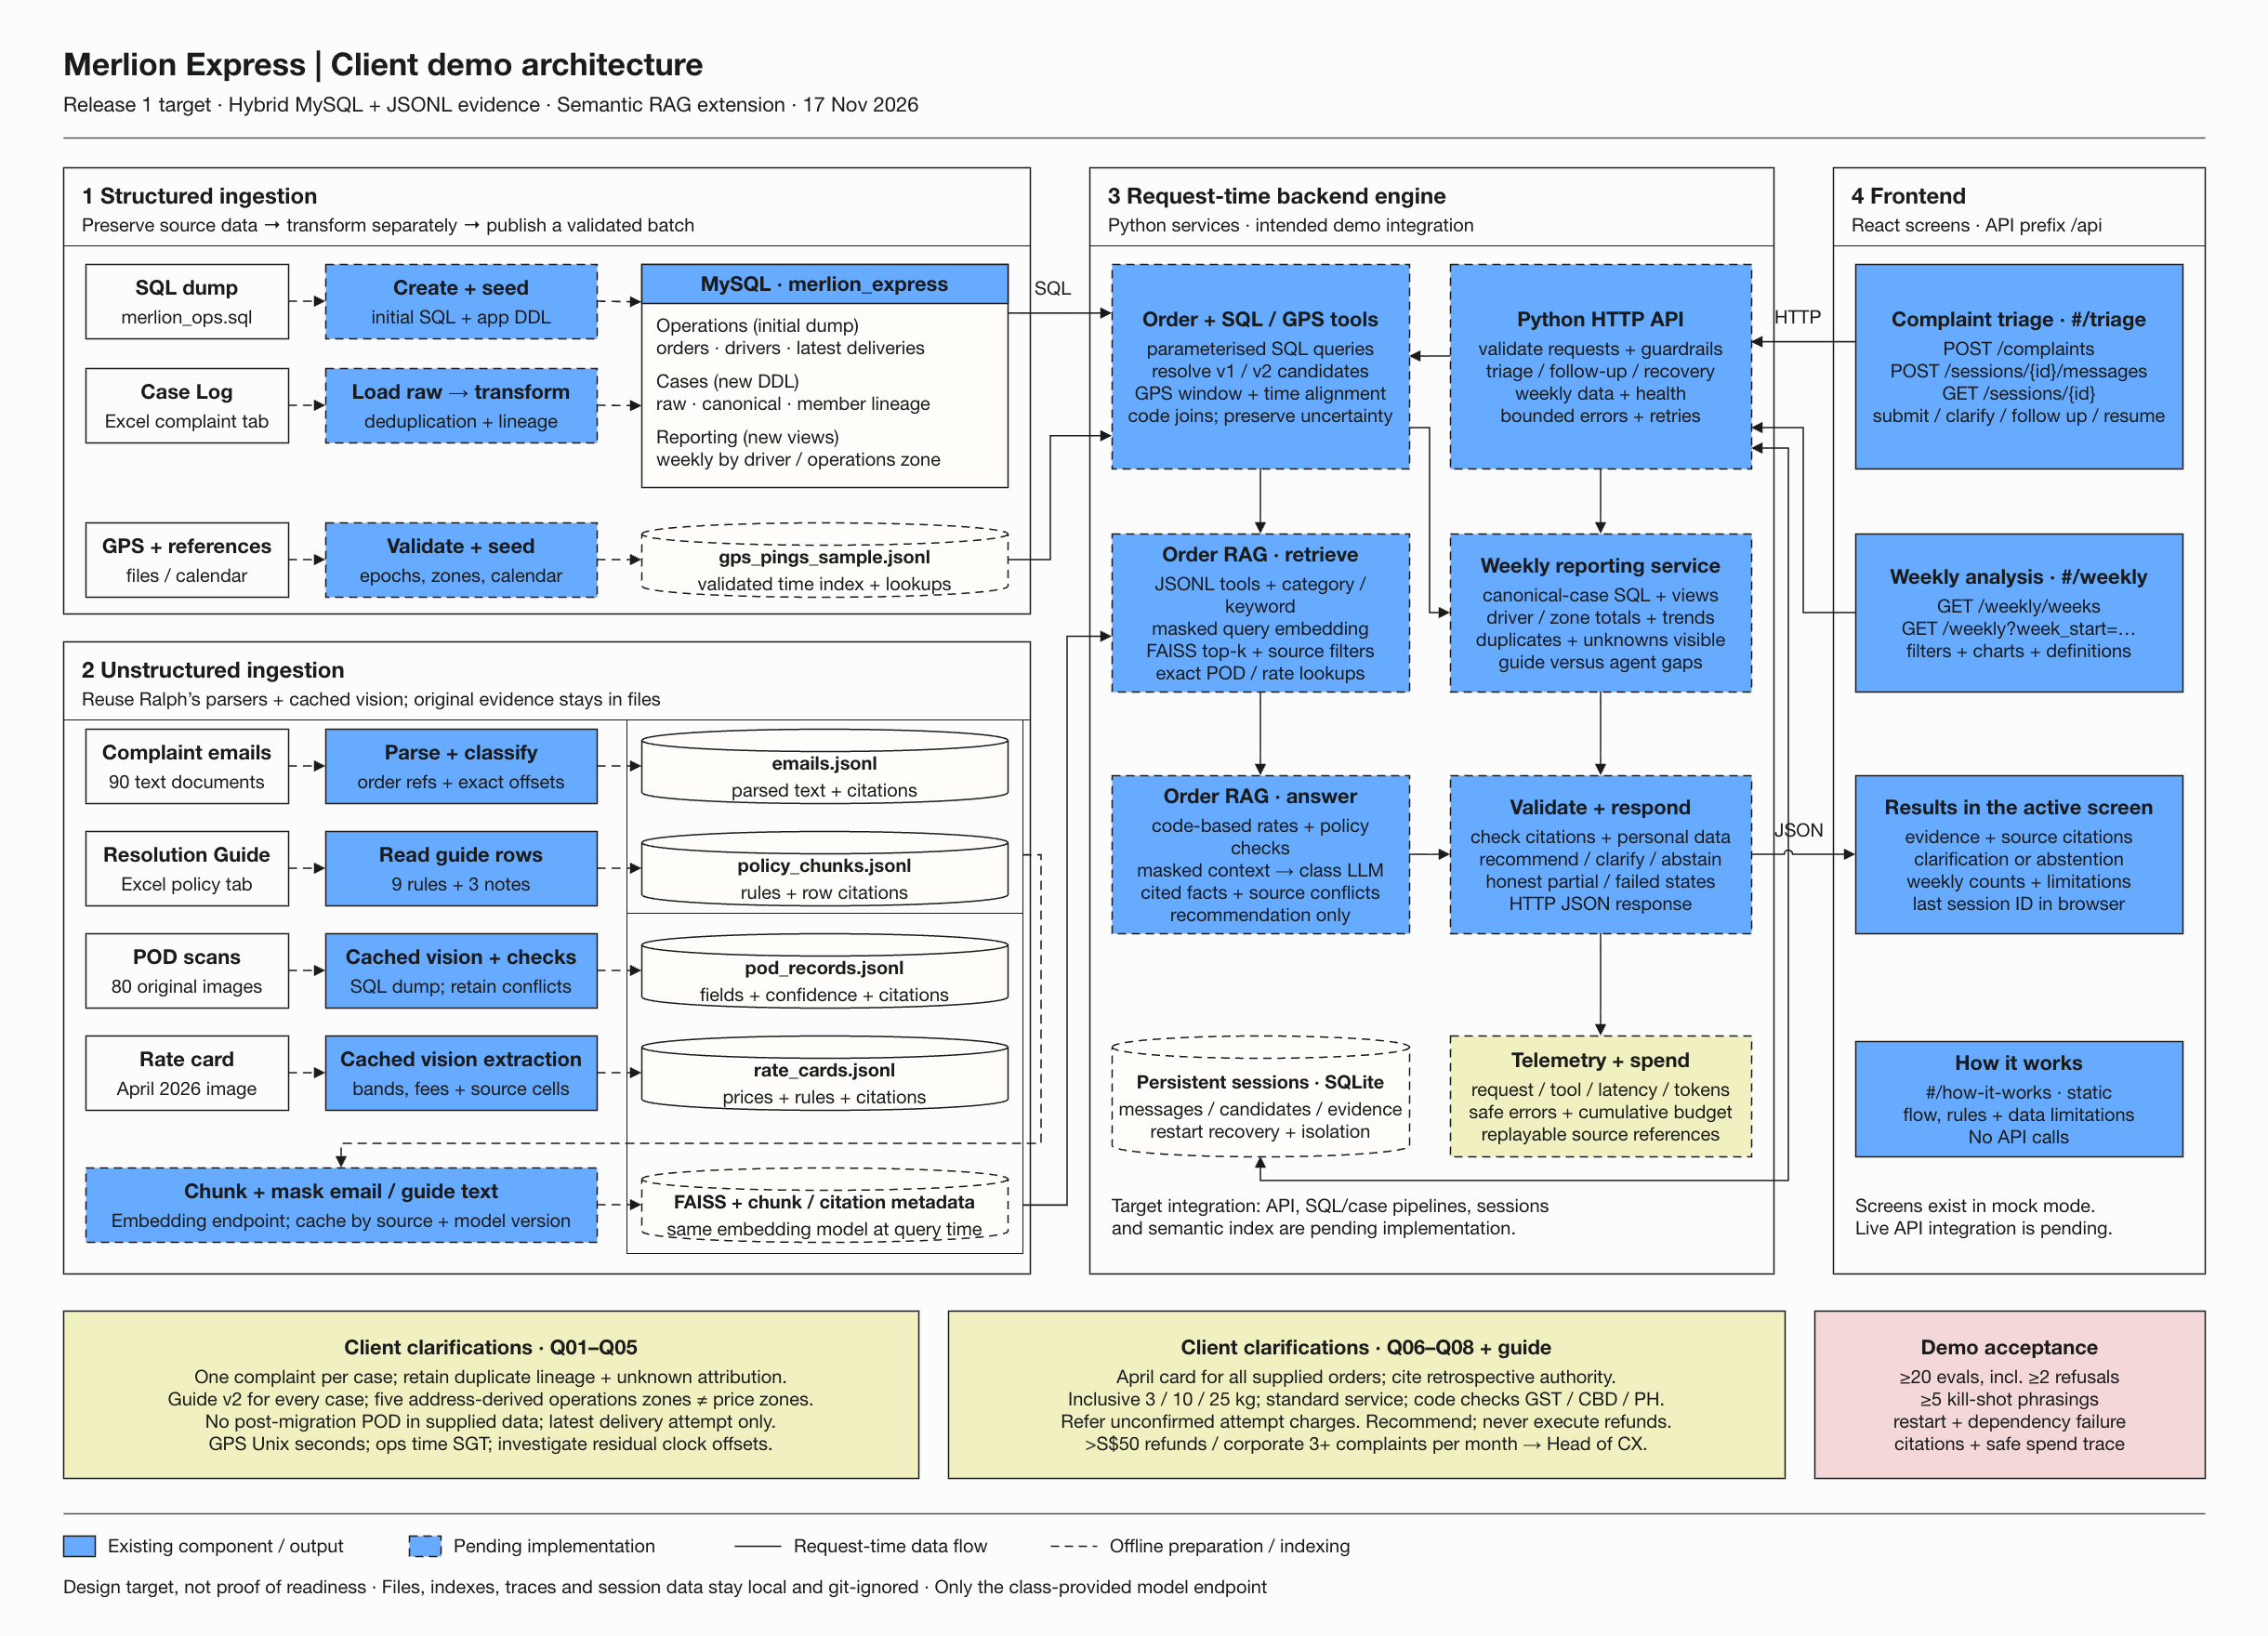 Merlion Express | Client demo architecture
Release 1 target · Hybrid MySQL + JSONL evidence · Semantic RAG extension · 17 Nov 2026
1 Structured ingestion
Preserve source data → transform separately → publish a validated batch
SQL dump
merlion_ops.sql
Create + seed
initial SQL + app DDL
Case Log
Excel complaint tab
Load raw → transform
deduplication + lineage
MySQL · merlion_express
Operations (initial dump)
orders · drivers · latest deliveries
Cases (new DDL)
raw · canonical · member lineage
Reporting (new views)
weekly by driver / operations zone
GPS + references
files / calendar
Validate + seed
epochs, zones, calendar
gps_pings_sample.jsonl
validated time index + lookups
SQL
2 Unstructured ingestion
Reuse Ralph’s parsers + cached vision; original evidence stays in files
Complaint emails
90 text documents
Parse + classify
order refs + exact offsets
emails.jsonl
parsed text + citations
Resolution Guide
Excel policy tab
Read guide rows
9 rules + 3 notes
policy_chunks.jsonl
rules + row citations
POD scans
80 original images
Cached vision + checks
SQL dump; retain conflicts
pod_records.jsonl
fields + confidence + citations
Rate card
April 2026 image
Cached vision extraction
bands, fees + source cells
rate_cards.jsonl
prices + rules + citations
Chunk + mask email / guide text
Embedding endpoint; cache by source + model version
FAISS + chunk / citation metadata
same embedding model at query time
3 Request-time backend engine
Python services · intended demo integration
Order + SQL / GPS tools
parameterised SQL queries
resolve v1 / v2 candidates
GPS window + time alignment
code joins; preserve uncertainty
Python HTTP API
validate requests + guardrails
triage / follow-up / recovery
weekly data + health
bounded errors + retries
Order RAG · retrieve
JSONL tools + category /
keyword
masked query embedding
FAISS top-k + source filters
exact POD / rate lookups
Weekly reporting service
canonical-case SQL + views
driver / zone totals + trends
duplicates + unknowns visible
guide versus agent gaps
Order RAG · answer
code-based rates + policy
checks
masked context → class LLM
cited facts + source conflicts
recommendation only
Validate + respond
check citations + personal data
recommend / clarify / abstain
honest partial / failed states
HTTP JSON response
Persistent sessions · SQLite
messages / candidates / evidence
restart recovery + isolation
Telemetry + spend
request / tool / latency / tokens
safe errors + cumulative budget
replayable source references
Target integration: API, SQL/case pipelines, sessions
and semantic index are pending implementation.
HTTP
JSON
4 Frontend
React screens · API prefix /api
Complaint triage · #/triage
POST /complaints
POST /sessions/{id}/messages
GET /sessions/{id}
submit / clarify / follow up / resume
Weekly analysis · #/weekly
GET /weekly/weeks
GET /weekly?week_start=…
filters + charts + definitions
Results in the active screen
evidence + source citations
clarification or abstention
weekly counts + limitations
last session ID in browser
How it works
#/how-it-works · static
flow, rules + data limitations
No API calls
Screens exist in mock mode.
Live API integration is pending.
Client clarifications · Q01–Q05
One complaint per case; retain duplicate lineage + unknown attribution.
Guide v2 for every case; five address-derived operations zones ≠ price zones.
No post-migration POD in supplied data; latest delivery attempt only.
GPS Unix seconds; ops time SGT; investigate residual clock offsets.
Client clarifications · Q06–Q08 + guide
April card for all supplied orders; cite retrospective authority.
Inclusive 3 / 10 / 25 kg; standard service; code checks GST / CBD / PH.
Refer unconfirmed attempt charges. Recommend; never execute refunds.
>S$50 refunds / corporate 3+ complaints per month → Head of CX.
Demo acceptance
≥20 evals, incl. ≥2 refusals
≥5 kill-shot phrasings
restart + dependency failure
citations + safe spend trace
Existing component / output
Pending implementation
Request-time data flow
Offline preparation / indexing
Design target, not proof of readiness · Files, indexes, traces and session data stay local and git-ignored · Only the class-provided model endpoint